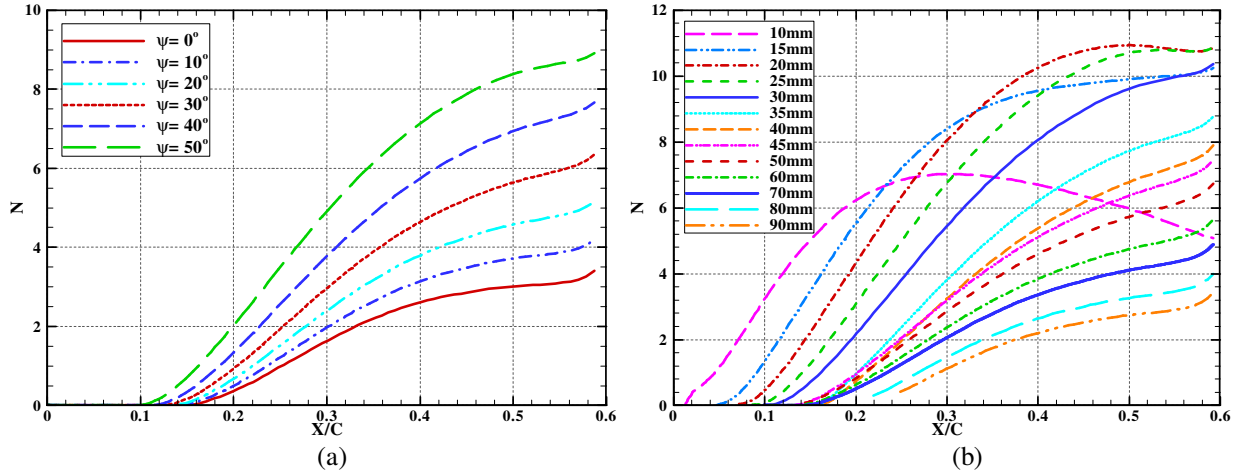 10
8
6
4
2
0
N
ψ= 0°
ψ= 10°
ψ= 20°
ψ= 30°
ψ= 40°
ψ= 50°
0 0.1 0.2 0.3 0.4 0.5 0.6
X/C
(a)
12
10
8
6
4
2
0
N
10mm
15mm
20mm
25mm
30mm
35mm
40mm
45mm
50mm
60mm
70mm
80mm
90mm
0 0.1 0.2 0.3 0.4 0.5 0.6
X/C
(b)